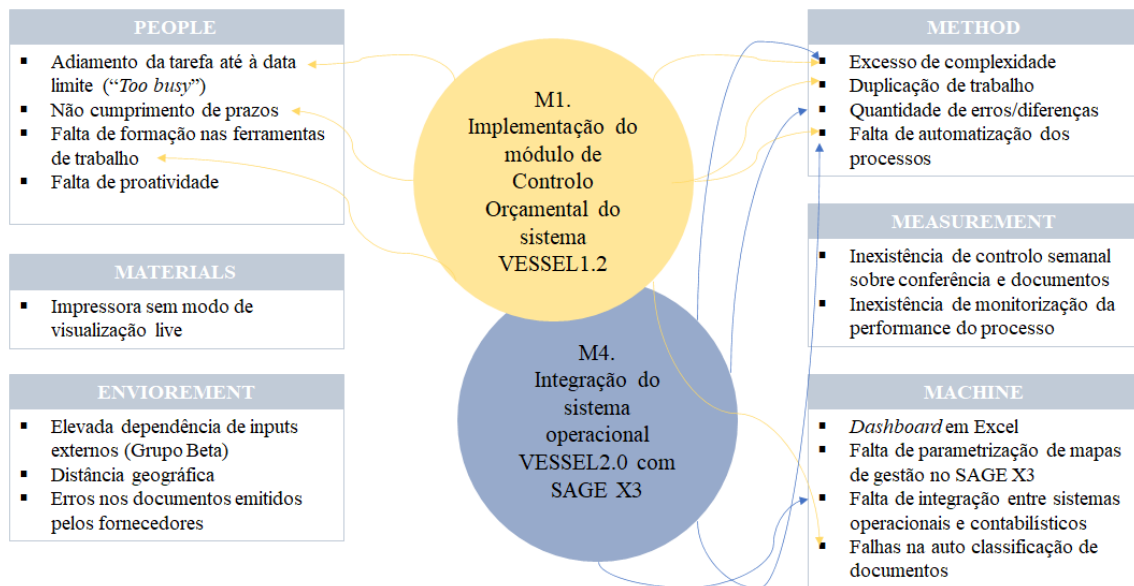 PEOPLE
▪ Adiamento da tarefa até à data
limite (“Too busy”)
▪ Não cumprimento de prazos
▪ Falta de formação nas ferramentas
de trabalho
▪ Falta de proatividade
MATERIALS
▪ Impressora sem modo de
visualização live
ENVIOREMENT
▪ Elevada dependência de inputs
externos (Grupo Beta)
▪ Distância geográfica
▪ Erros nos documentos emitidos
pelos fornecedores
M1.
Implementação do
módulo de
Controlo
Orçamental do
sistema
VESSEL1.2
M4.
Integração do
sistema
operacional
VESSEL2.0 com
SAGE X3
METHOD
▪ Excesso de complexidade
▪ Duplicação de trabalho
▪ Quantidade de erros/diferenças
▪ Falta de automatização dos
processos
MEASUREMENT
▪ Inexistência de controlo semanal
sobre conferência e documentos
▪ Inexistência de monitorização da
performance do processo
MACHINE
▪ Dashboard em Excel
▪ Falta de parametrização de mapas
de gestão no SAGE X3
▪ Falta de integração entre sistemas
operacionais e contabilísticos
▪ Falhas na auto classificação de
documentos